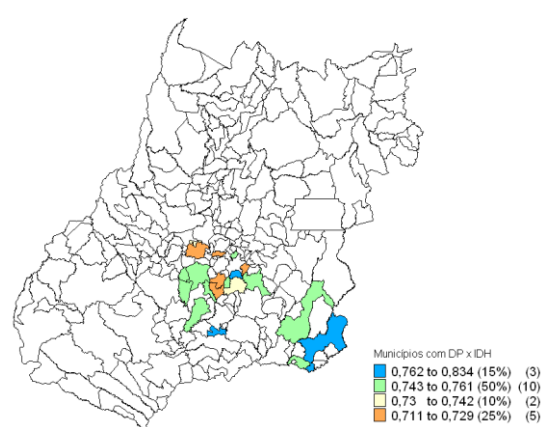 Municípios com DP x IDH
0,762 to 0,834 (15%) (3)
0,743 to 0,761 (50%) (10)
0,73 to 0,742 (10%) (2)
0,711 to 0,729 (25%) (5)